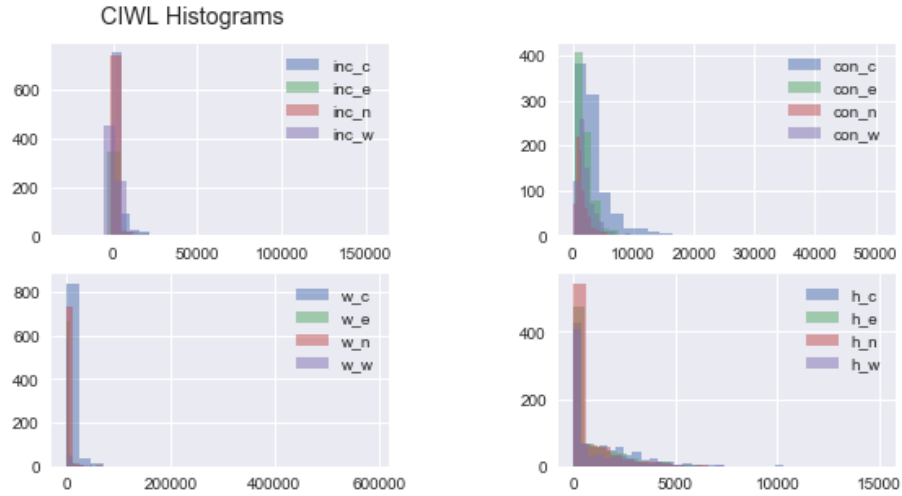 CIWL Histograms
600
400
200
0
0
50000
100000
150000
inc_c
inc_e
inc_n
inc_w
400
300
200
100
0
0
10000
20000
30000
40000
50000
con_c
con_e
con_n
con_w
800
600
400
200
0
0
200000
400000
600000
w_c
w_e
w_n
w_w
400
200
0
0
5000
10000
15000
h_c
h_e
h_n
h_w